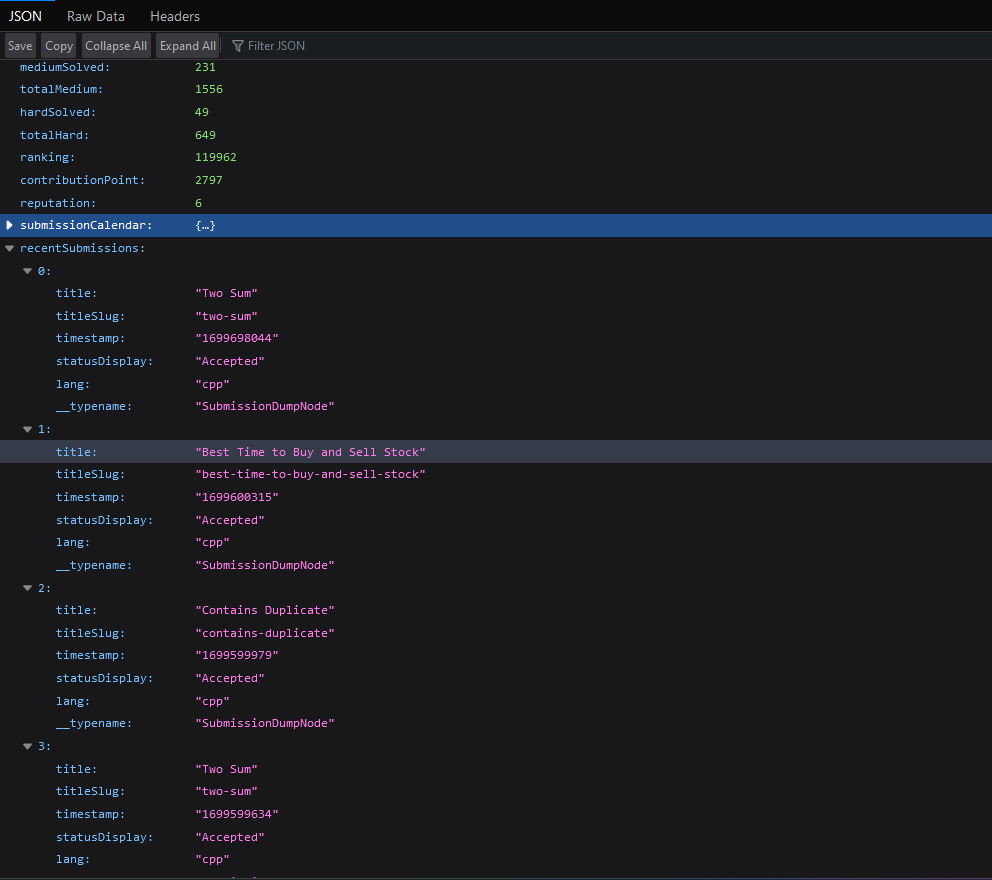 JSON Raw Data Headers
Save Copy Collapse All Expand All Filter JSON
mediumSolved: 231
totalMedium: 1556
hardSolved: 49
totalHard: 649
ranking: 119962
contributionPoint: 2797
reputation: 6
submissionCalendar: {…}
recentSubmissions:
0:
title: "Two Sum"
titleSlug: "two-sum"
timestamp: "1699698044"
statusDisplay: "Accepted"
lang: "cpp"
__typename: "SubmissionDumpNode"
1:
title: "Best Time to Buy and Sell Stock"
titleSlug: "best-time-to-buy-and-sell-stock"
timestamp: "1699600315"
statusDisplay: "Accepted"
lang: "cpp"
__typename: "SubmissionDumpNode"
2:
title: "Contains Duplicate"
titleSlug: "contains-duplicate"
timestamp: "1699599979"
statusDisplay: "Accepted"
lang: "cpp"
__typename: "SubmissionDumpNode"
3:
title: "Two Sum"
titleSlug: "two-sum"
timestamp: "1699599634"
statusDisplay: "Accepted"
lang: "cpp"